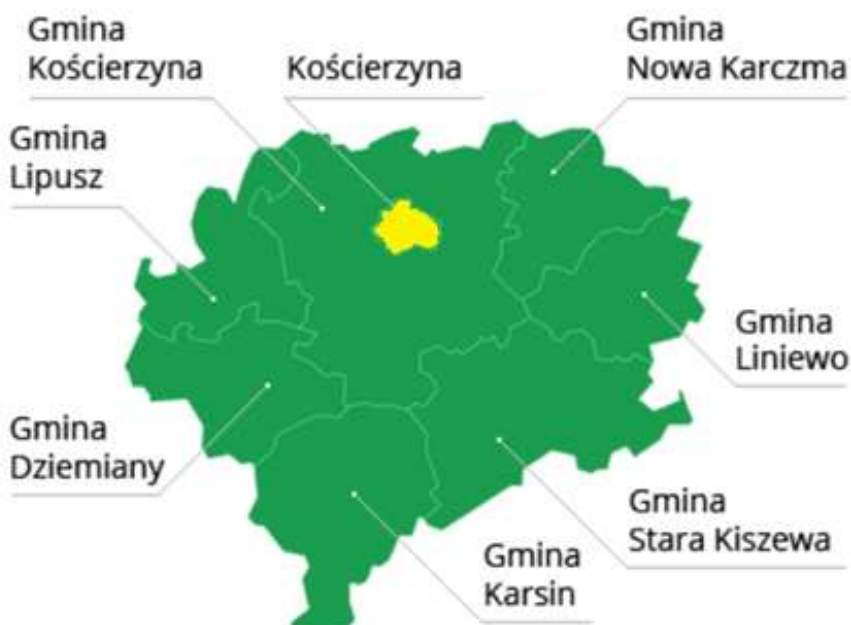 Gmina
Kościerzyna
Kościerzyna
Gmina
Nowa Karczma
Gmina
Lipusz
Gmina
Liniewo
Gmina
Dziemiany
Gmina
Stara Kiszewa
Gmina
Karsin